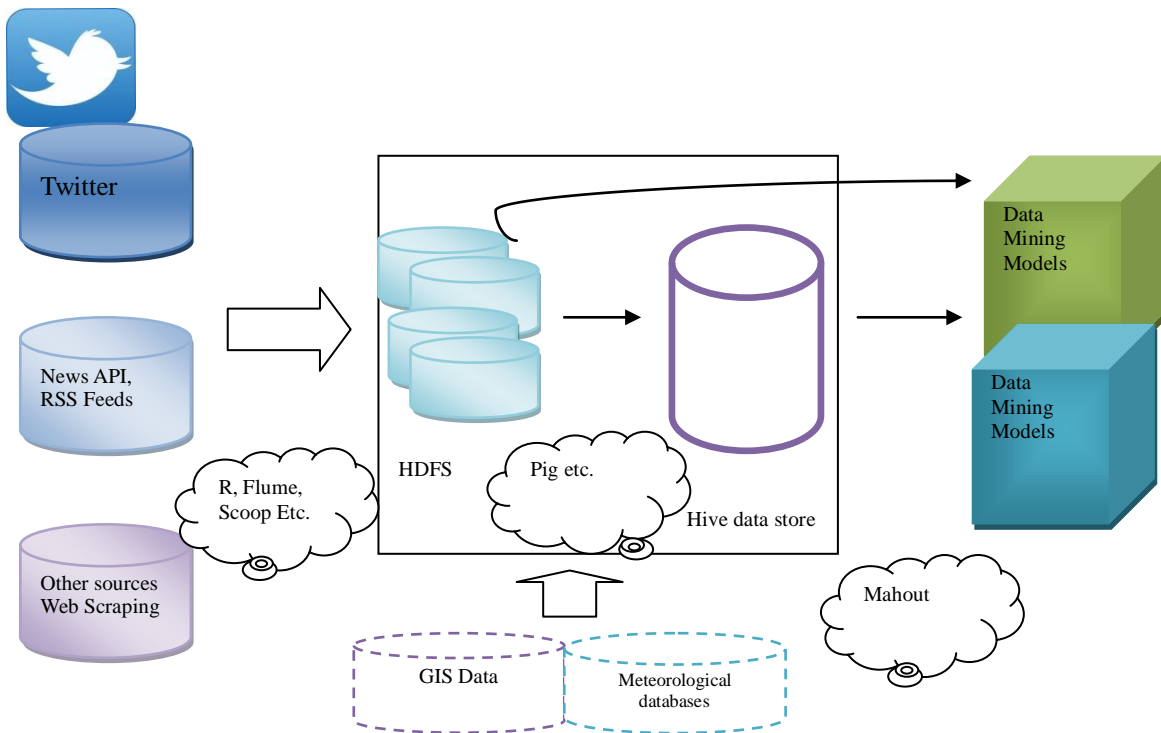 Twitter
News API,
RSS Feeds
Other sources
Web Scraping
R, Flume,
Scoop Etc.
HDFS
Pig etc.
Hive data store
GIS Data
Meteorological
databases
Mahout
Data
Mining
Models
Data
Mining
Models